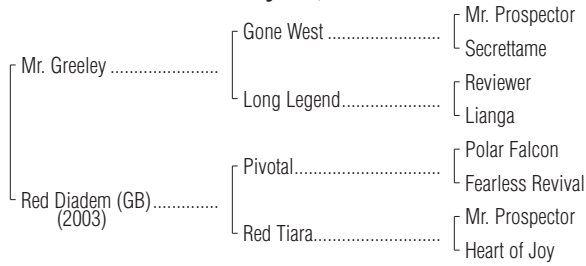 Mr. Prospector
Gone West ....................
Secrettame
Mr. Greeley ....................
Reviewer
Long Legend ....................
Lianga
Polar Falcon
Pivotal ....................
Fearless Revival
Red Diadem (GB) ..............
(2003)
Mr. Prospector
Red Tiara ....................
Heart of Joy